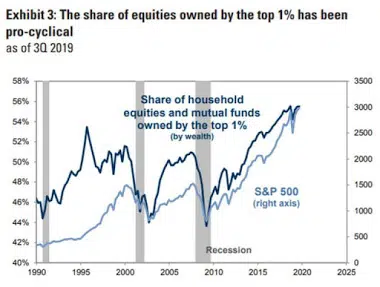 Exhibit 3: The share of equities owned by the top 1% has been
pro-cyclical
as of 3Q 2019
58%
56%
54%
52%
50%
48%
46%
44%
42%
40%
Share of household
equities and mutual funds
owned by the top 1%
(by wealth)
S&P 500
(right axis)
Recession
3500
3000
2500
2000
1500
1000
500
0
1990
1995
2000
2005
2010
2015
2020
2025